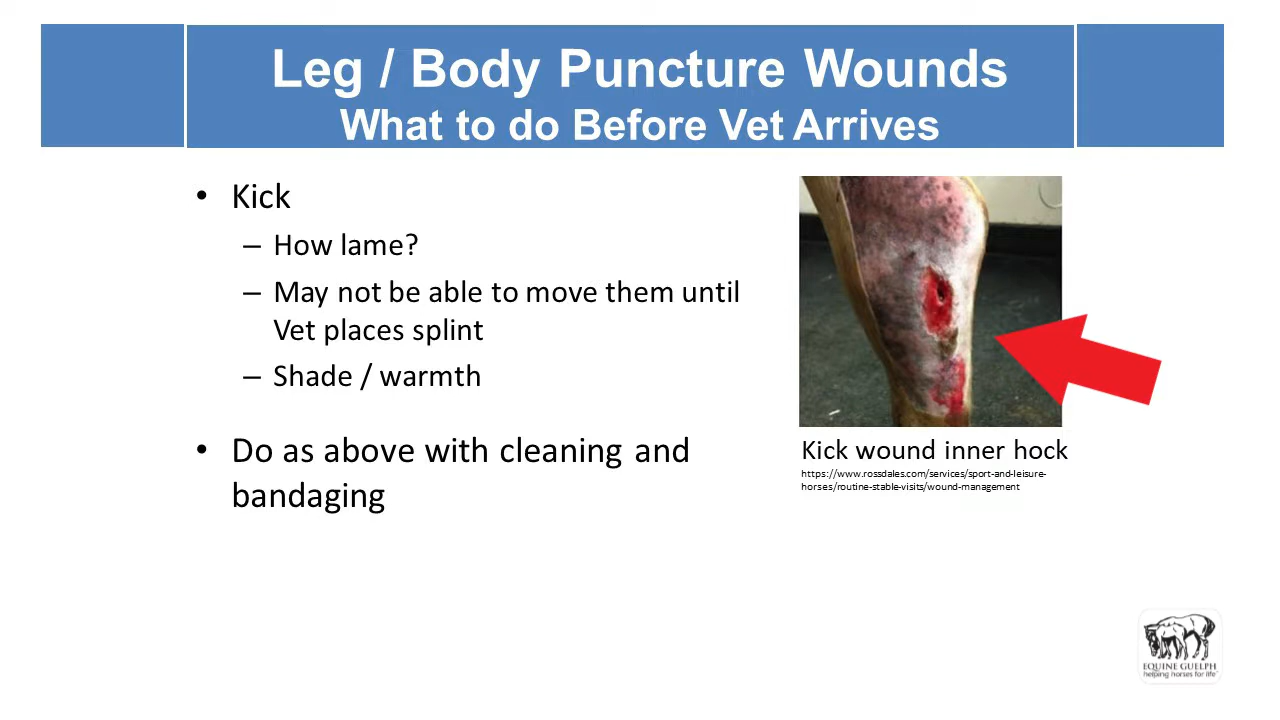 Leg / Body Puncture Wounds
What to do Before Vet Arrives
• Kick
– How lame?
– May not be able to move them until
Vet places splint
– Shade / warmth
• Do as above with cleaning and
bandaging
Kick wound inner hock
https://www.rossdales.com/services/sport-and-leisure-
horses/routine-stable-visits/wound-management
EQUINE GUELPH
helping horses for life™